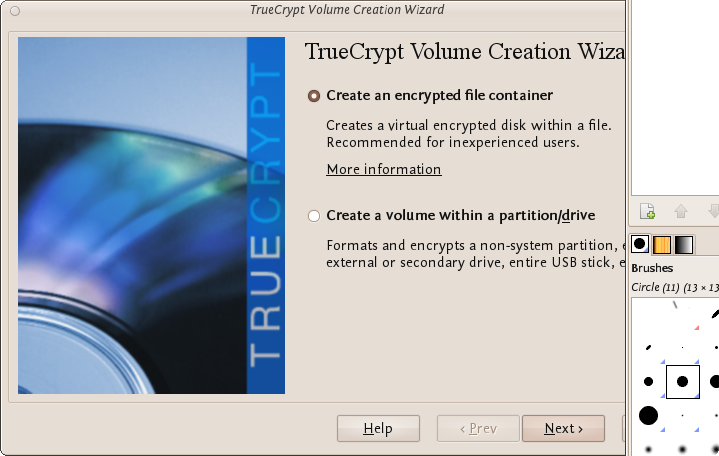 TrueCrypt Volume Creation Wizard
TRUECRYPT
TrueCrypt Volume Creation Wiza
Create an encrypted file container
Creates a virtual encrypted disk within a file.
Recommended for inexperienced users.
More information
Create a volume within a partition/drive
Formats and encrypts a non-system partition, e
external or secondary drive, entire USB stick, e
Help
‹ Prev
Next ›
Brushes
Circle (11) (13 × 13